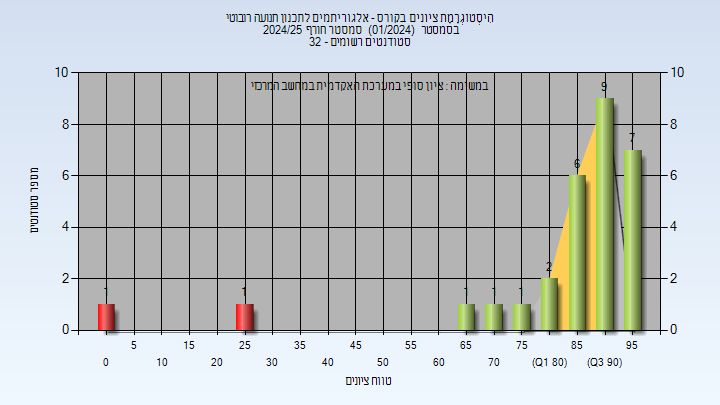 הִיסְטוֹגְרָמַת ציונים בקורס - אלגוריתמים לתכנון תנועה רובוטי
בסמסטר (01/2024) סמסטר חורף 2024/25
סטודנטים רשומים - 32
במשימה : ציון סופי במערכת האקדמית במחשב המרכזי
מספר סטודנטים
10 10
8 8
6 6
4 4
2 2
0 0
1 1 1 1 1 2 6 9 7
5 15 25 35 45 55 65 75 85 95
0 10 20 30 40 50 60 70 (Q1 80) (Q3 90)
טווח ציונים